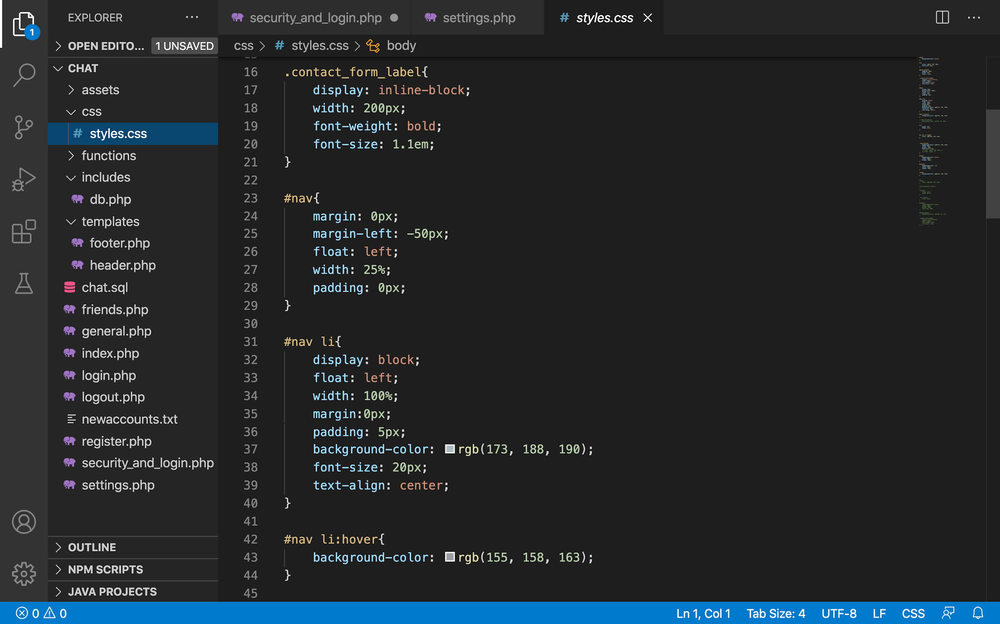 EXPLORER
1
OPEN EDITO... 1 UNSAVED
CHAT
assets
css
# styles.css
functions
includes
db.php
templates
footer.php
header.php
chat.sql
friends.php
general.php
index.php
login.php
logout.php
newaccounts.txt
register.php
security_and_login.php
settings.php
OUTLINE
NPM SCRIPTS
JAVA PROJECTS
security_and_login.php settings.php # styles.css
css > # styles.css > body
16 .contact_form_label{
17 display: inline-block;
18 width: 200px;
19 font-weight: bold;
20 font-size: 1.1em;
21 }
22
23 #nav{
24 margin: 0px;
25 margin-left: -50px;
26 float: left;
27 width: 25%;
28 padding: 0px;
29 }
30
31 #nav li{
32 display: block;
33 float: left;
34 width: 100%;
35 margin:0px;
36 padding: 5px;
37 background-color: rgb(173, 188, 190);
38 font-size: 20px;
39 text-align: center;
40 }
41
42 #nav li:hover{
43 background-color: rgb(155, 158, 163);
44 }
45
0 0 Ln 1, Col 1 Tab Size: 4 UTF-8 LF CSS